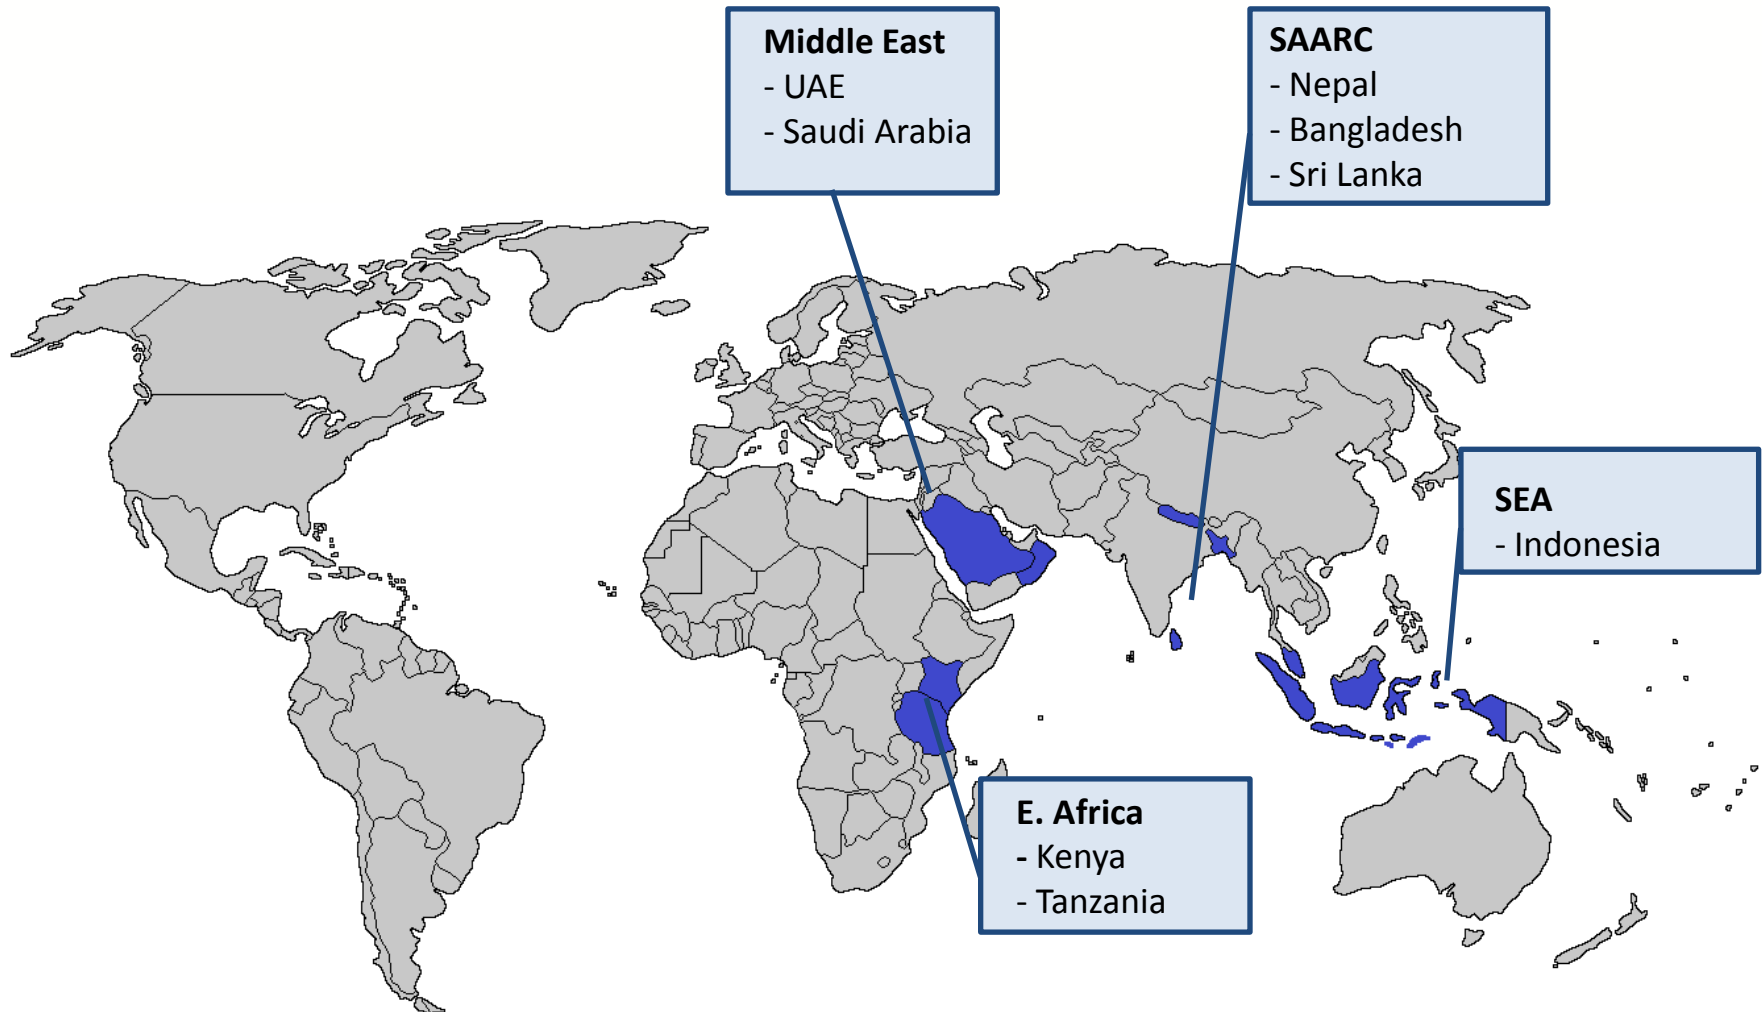 Middle East
- UAE
- Saudi Arabia
SAARC
- Nepal
- Bangladesh
- Sri Lanka
SEA
- Indonesia
E. Africa
- Kenya
- Tanzania